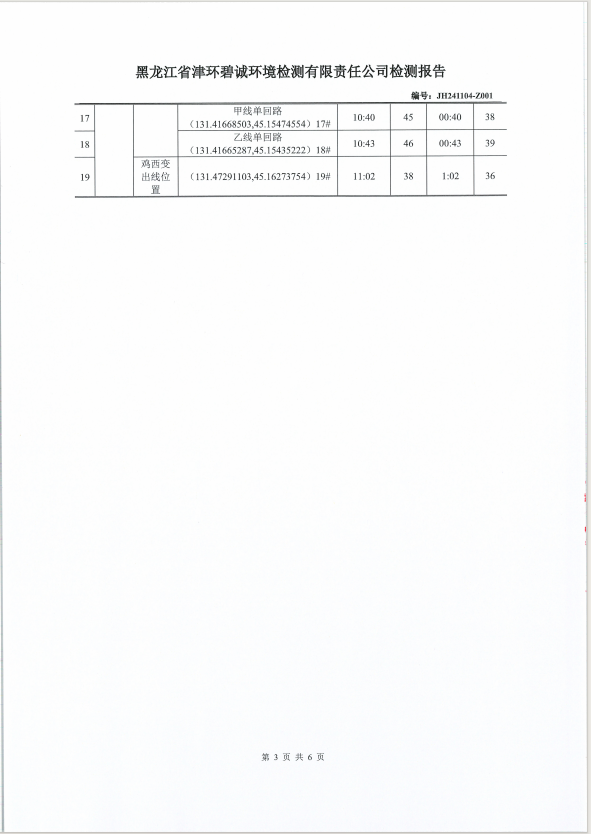 黑龙江省津环碧诚环境检测有限责任公司检测报告
编号：JH241104-Z001
17 甲线单回路 10:40 45 00:40 38
（131.41668503,45.15474554）17#
18 乙线单回路 10:43 46 00:43 39
（131.41665287,45.15435222）18#
鸡西变
19 出线位 （131.47291103,45.16273754）19# 11:02 38 1:02 36
置
第 3 页 共 6 页